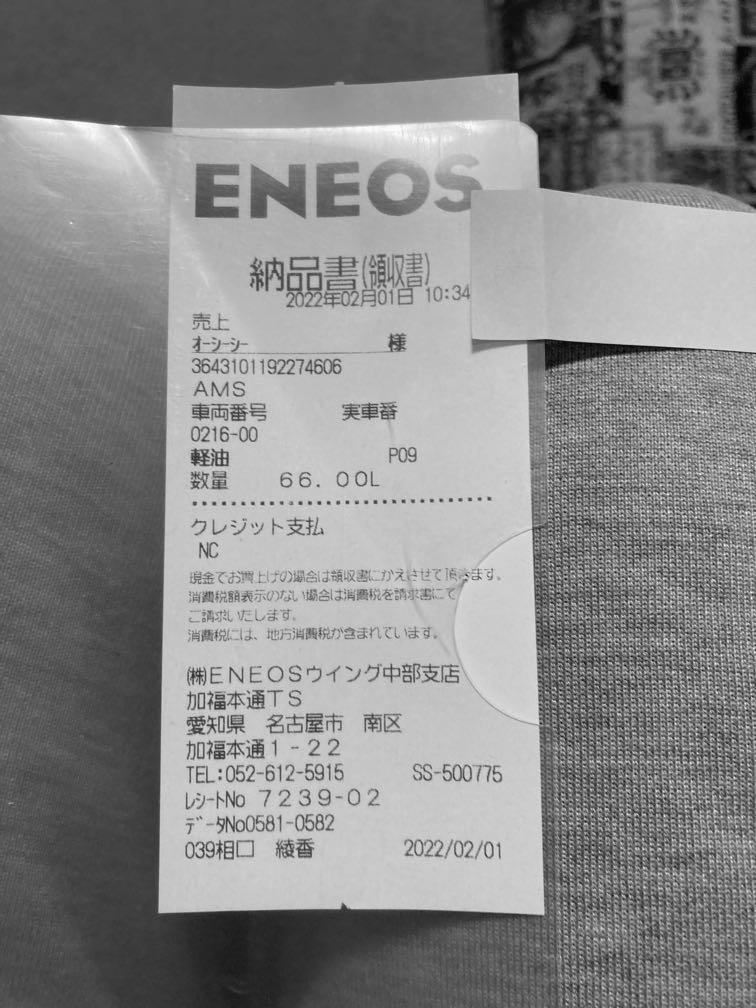 ENEOS
納品書(領収書)
2022年02月01日 10:34
売上
オーシーシー 様
3643101192274606
AMS
車両番号 実車番
0216-00
軽油 P09
数量 66.00L
クレジット支払
NC
現金でお買上げの場合は領収書にかえさせて頂きます。
消費税額表示のない場合は消費税を請求書にて
ご請求いたします。
消費税には、地方消費税が含まれています。
(株)ENEOSウイング中部支店
加福本通TS
愛知県 名古屋市 南区
加福本通1-22
TEL:052-612-5915 SS-500775
レシートNo 7239-02
データNo0581-0582
039相口 綾香 2022/02/01